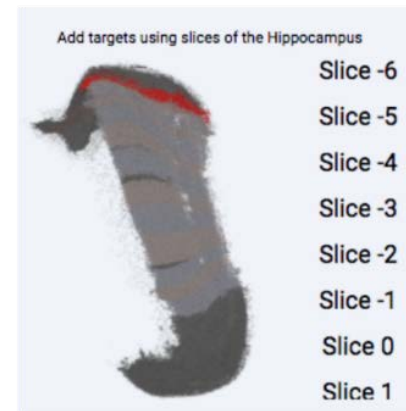 Add targets using slices of the Hippocampus
Slice -6
Slice -5
Slice -4
Slice -3
Slice -2
Slice -1
Slice 0
Slice 1